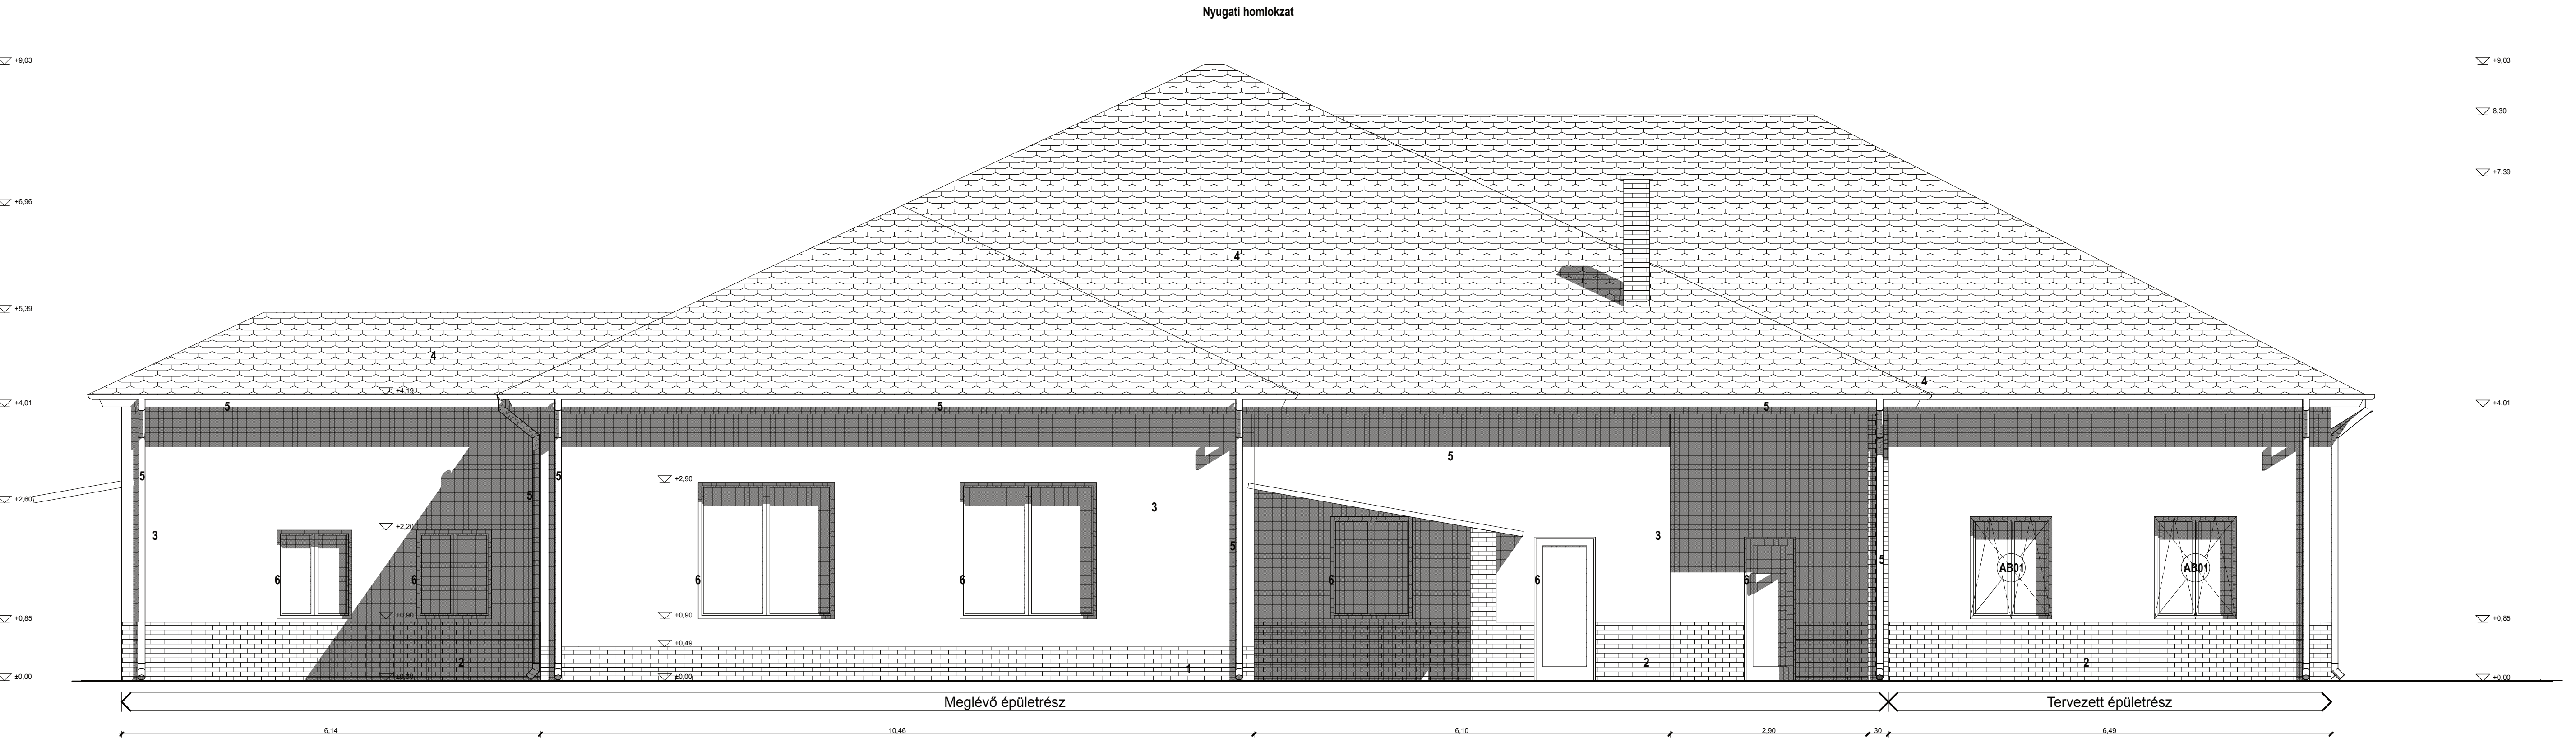 Nyugati homlokzat
+9,03 +9,03
8,30
+7,39
+6,96
4
+5,39
4
4
+4,19
+4,01 5 5 5 +4,01
5
5 5 +2,90
5
+2,60
3
+2,20
3 3
5
5
AB01 AB01
6 6 6 6 6 6 6
+0,85 +0,90 +0,90 +0,85
+0,49
2 1 2 2
±0,00 ±0,00 ±0,00 ±0,00
Meglévő épületrész Tervezett épületrész
6,14 10,46 6,10 2,90 30 6,49